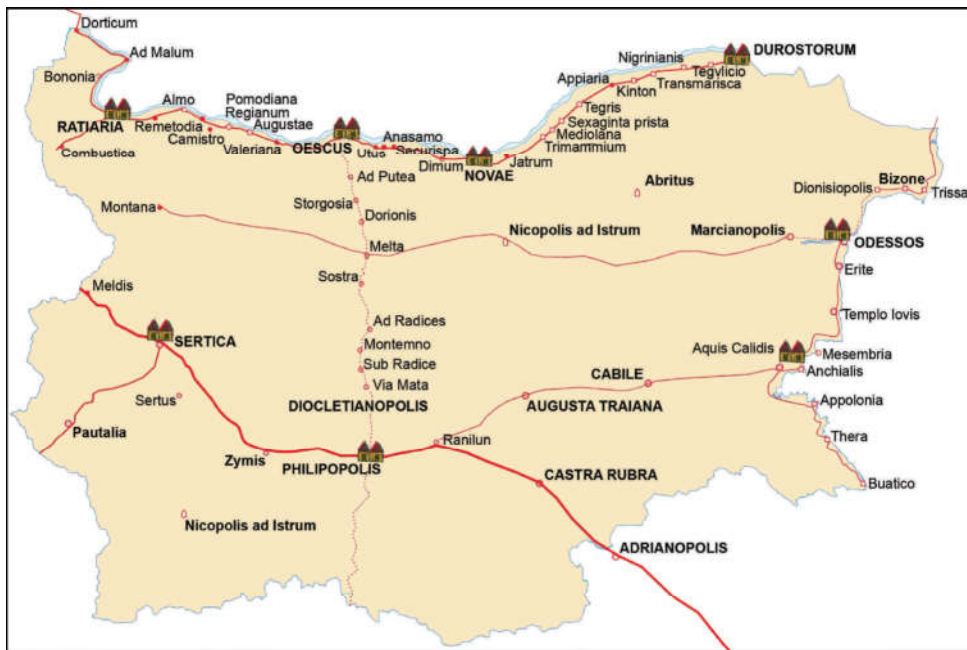 Dorticum
Ad Malum
Bononia
RATIARIA
Combustica
Almo
Remetodia
Camistro
Pomodiana
Regianum
Augustae
Valeriana
OESCUS
Utus
Anasamo
Securispa
Dimum
NOVAE
Jatrum
Trimammium
Mediolana
Sexaginta prista
Tegris
Appiaria
Kinton
Nigrinianis
Transmarisca
Tegvlicio
DUROSTORUM
Ad Putea
Storgosia
Dorionis
Montana
Melta
Sostra
Nicopolis ad Istrum
Abritus
Marcianopolis
Dionisiopolis
Bizone
Trissa
ODESSOS
Erite
Templo Iovis
Meldis
SERTICA
Ad Radices
Montemno
Sub Radice
Via Mata
Aquis Calidis
Mesembria
Anchialis
CABILE
AUGUSTA TRAIANA
Appolonia
Sertus
DIOCLETIANOPOLIS
Pautalia
Thera
Zymis
PHILIPOPOLIS
Ranilun
CASTRA RUBRA
Buatico
Nicopolis ad Istrum
ADRIANOPOLIS